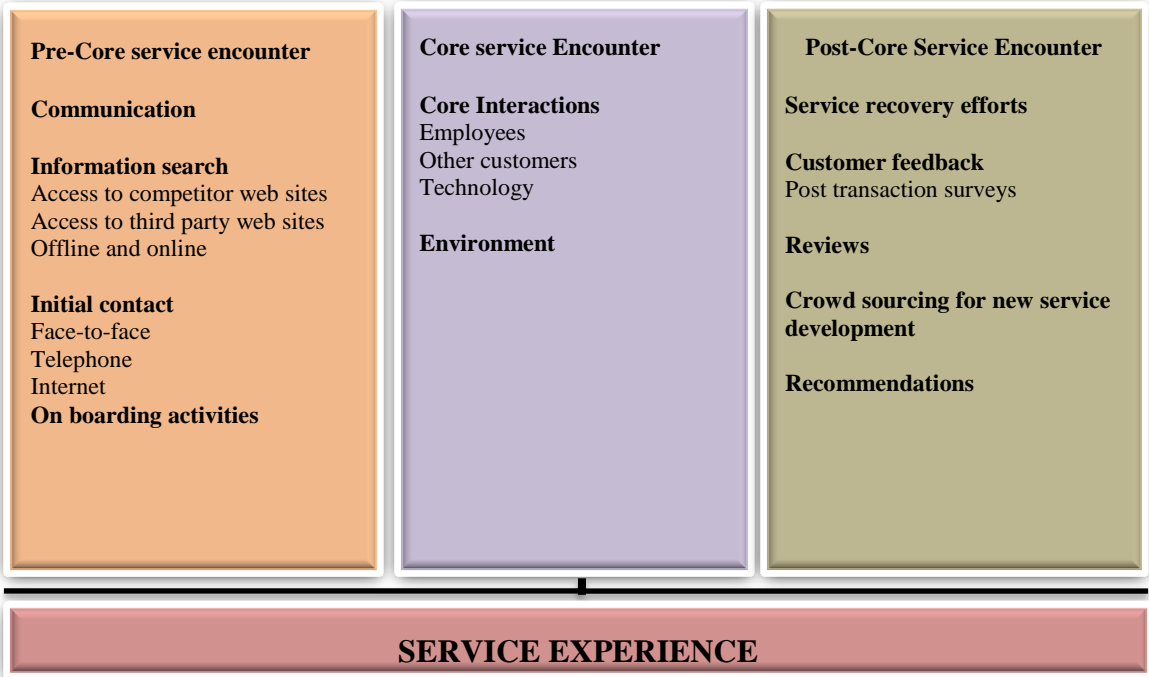 Pre-Core service encounter
Communication
Information search
Access to competitor web sites
Access to third party web sites
Offline and online
Initial contact
Face-to-face
Telephone
Internet
On boarding activities
Core service Encounter
Core Interactions
Employees
Other customers
Technology
Environment
Post-Core Service Encounter
Service recovery efforts
Customer feedback
Post transaction surveys
Reviews
Crowd sourcing for new service
development
Recommendations
SERVICE EXPERIENCE